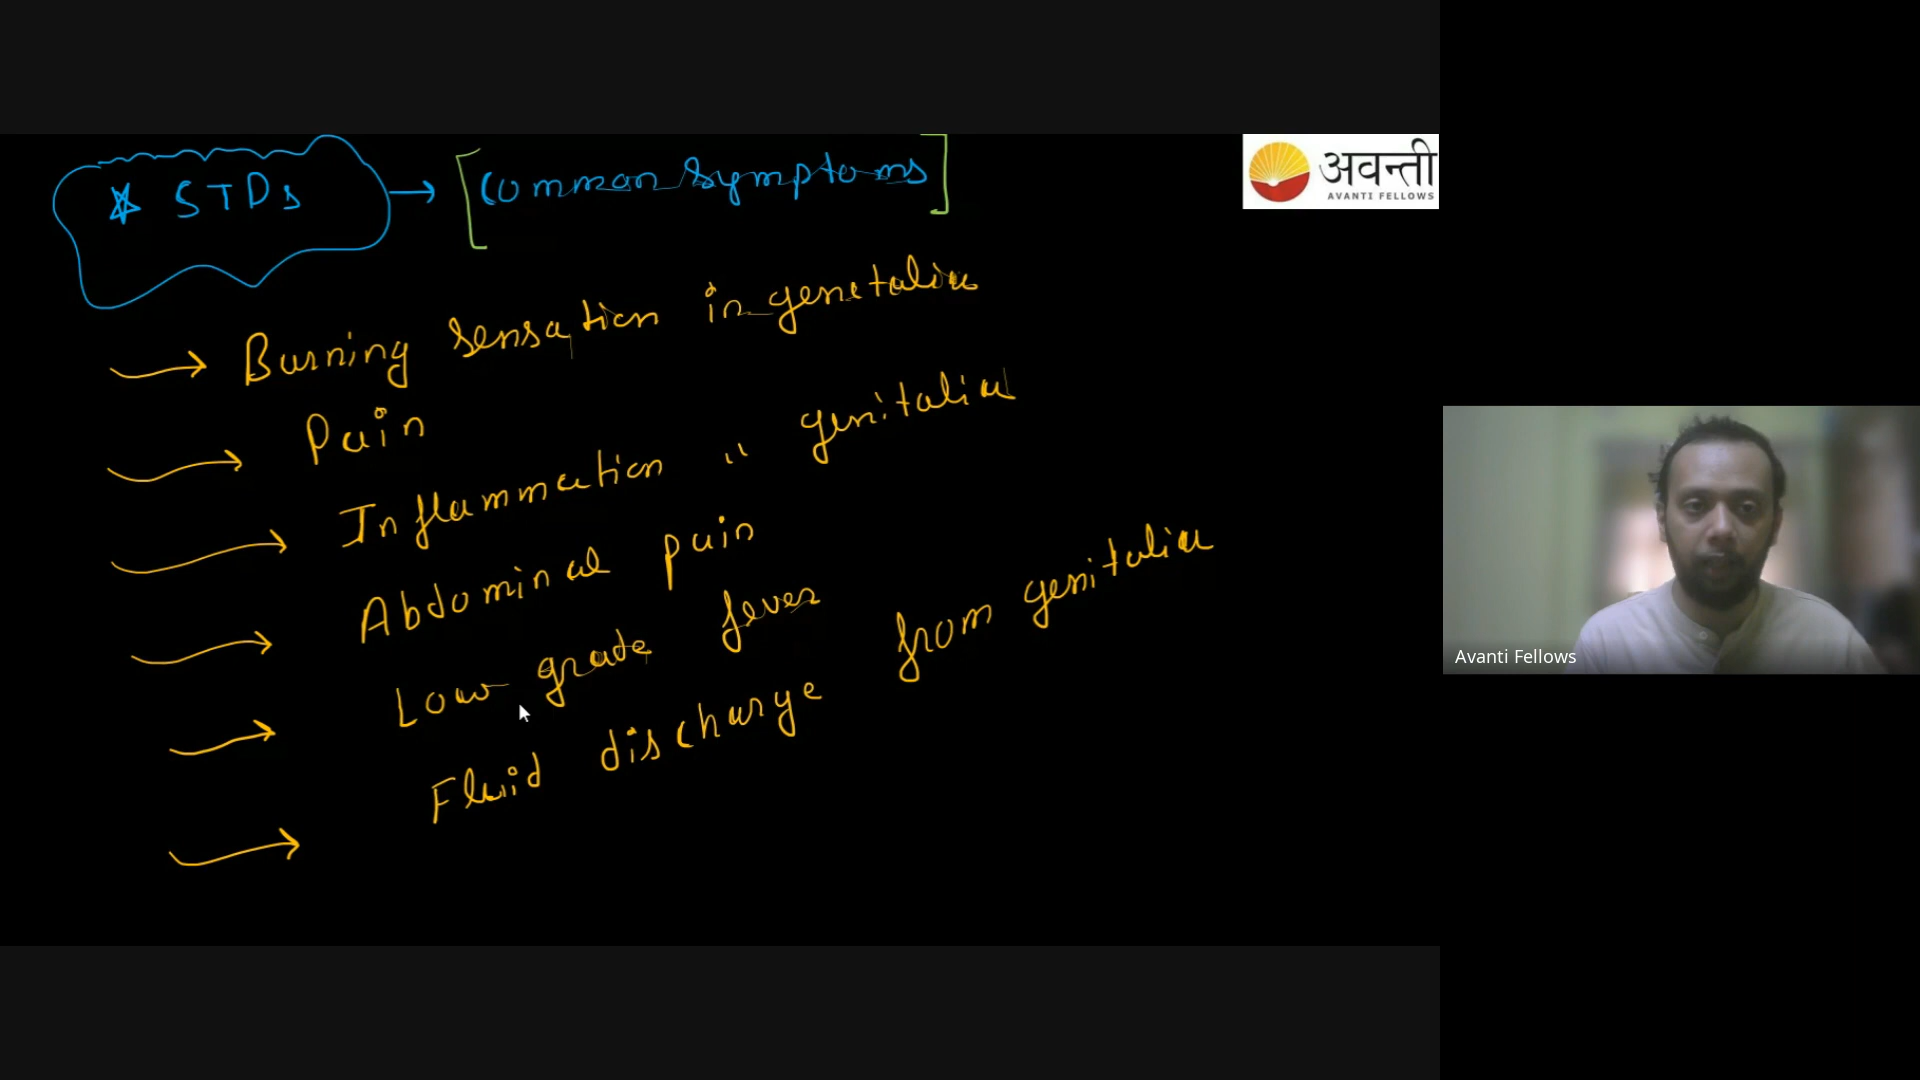 * STDs → [Common symptoms]
→ Burning sensation in genetalia
→ Pain
→ Inflammation " genitalia
→ Abdominal pain
→ Low grade fever
→ Fluid discharge from genitalia
अवन्ती
AVANTI FELLOWS
Avanti Fellows